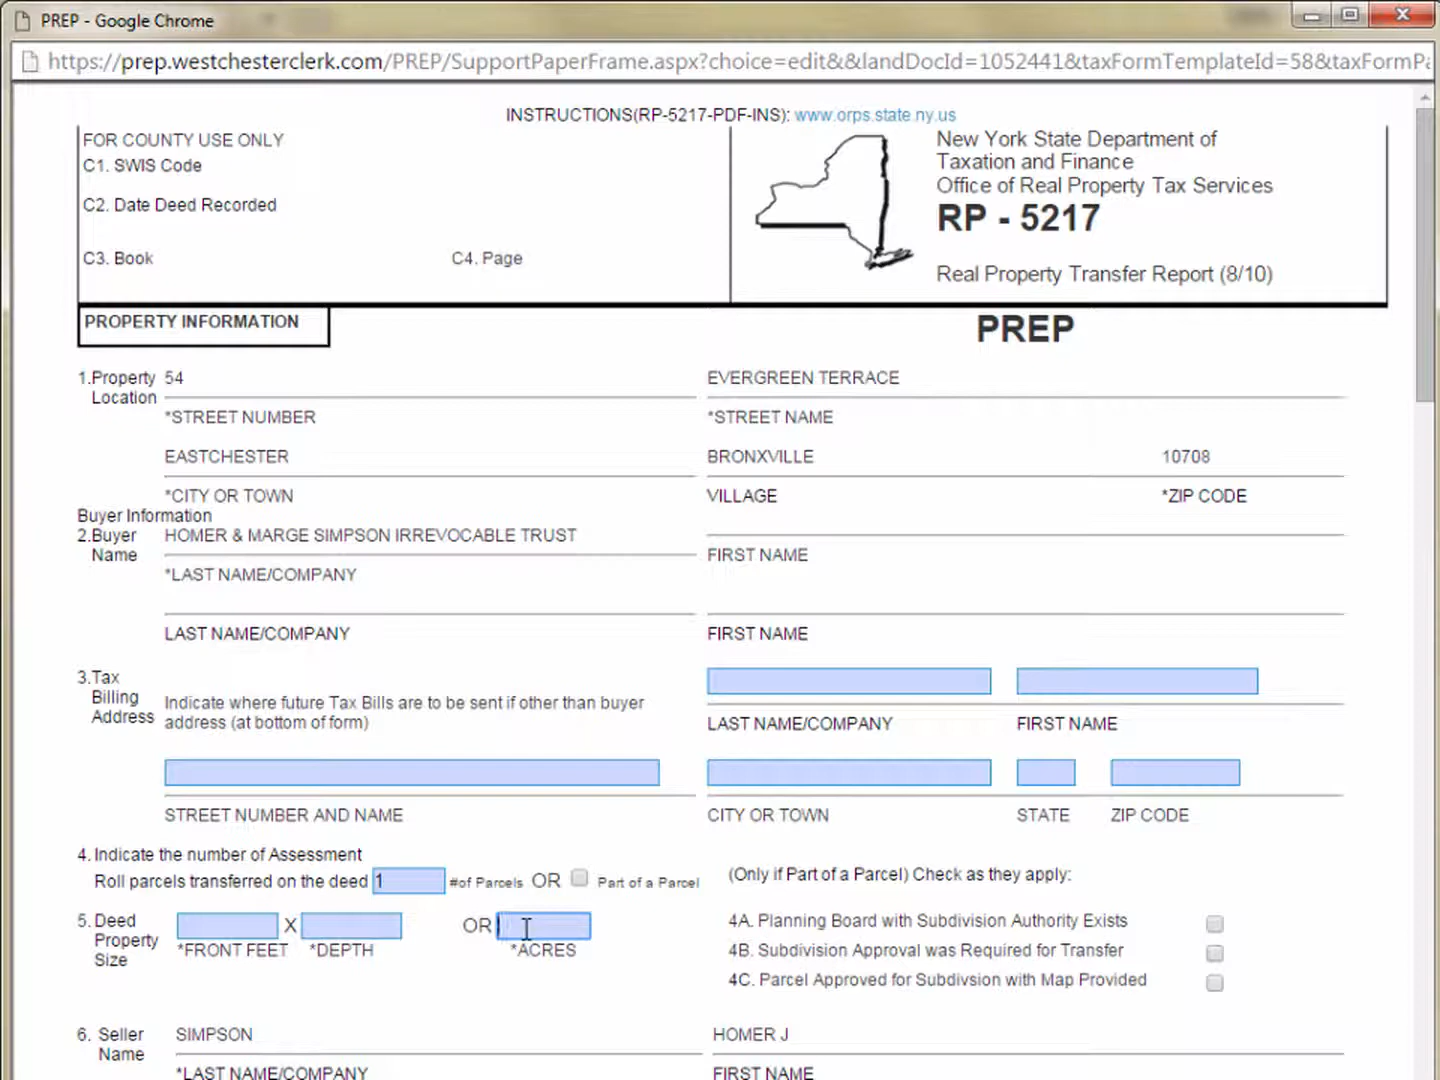 PREP - Google Chrome
https://prep.westchesterclerk.com/PREP/SupportPaperFrame.aspx?choice=edit&&landDocId=1052441&taxFormTemplateId=58&taxFormPa
INSTRUCTIONS(RP-5217-PDF-INS): www.orps.state.ny.us
FOR COUNTY USE ONLY
C1. SWIS Code
C2. Date Deed Recorded
C3. Book C4. Page
New York State Department of
Taxation and Finance
Office of Real Property Tax Services
RP - 5217
Real Property Transfer Report (8/10)
PROPERTY INFORMATION
PREP
1.Property Location 54 EVERGREEN TERRACE
*STREET NUMBER *STREET NAME
EASTCHESTER BRONXVILLE 10708
*CITY OR TOWN VILLAGE *ZIP CODE
Buyer Information
2.Buyer Name HOMER & MARGE SIMPSON IRREVOCABLE TRUST
*LAST NAME/COMPANY FIRST NAME
LAST NAME/COMPANY FIRST NAME
3.Tax Billing Address
Indicate where future Tax Bills are to be sent if other than buyer
address (at bottom of form)
LAST NAME/COMPANY FIRST NAME
STREET NUMBER AND NAME CITY OR TOWN STATE ZIP CODE
4. Indicate the number of Assessment
Roll parcels transferred on the deed 1 #of Parcels OR Part of a Parcel
(Only if Part of a Parcel) Check as they apply:
5. Deed Property Size X OR
*FRONT FEET *DEPTH *ACRES
4A. Planning Board with Subdivision Authority Exists
4B. Subdivision Approval was Required for Transfer
4C. Parcel Approved for Subdivsion with Map Provided
6. Seller Name SIMPSON HOMER J
*LAST NAME/COMPANY FIRST NAME